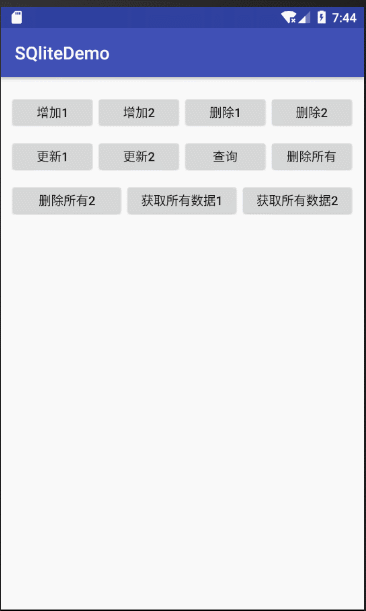 7:44
SQliteDemo
增加1 增加2 删除1 删除2
更新1 更新2 查询 删除所有
删除所有2 获取所有数据1 获取所有数据2